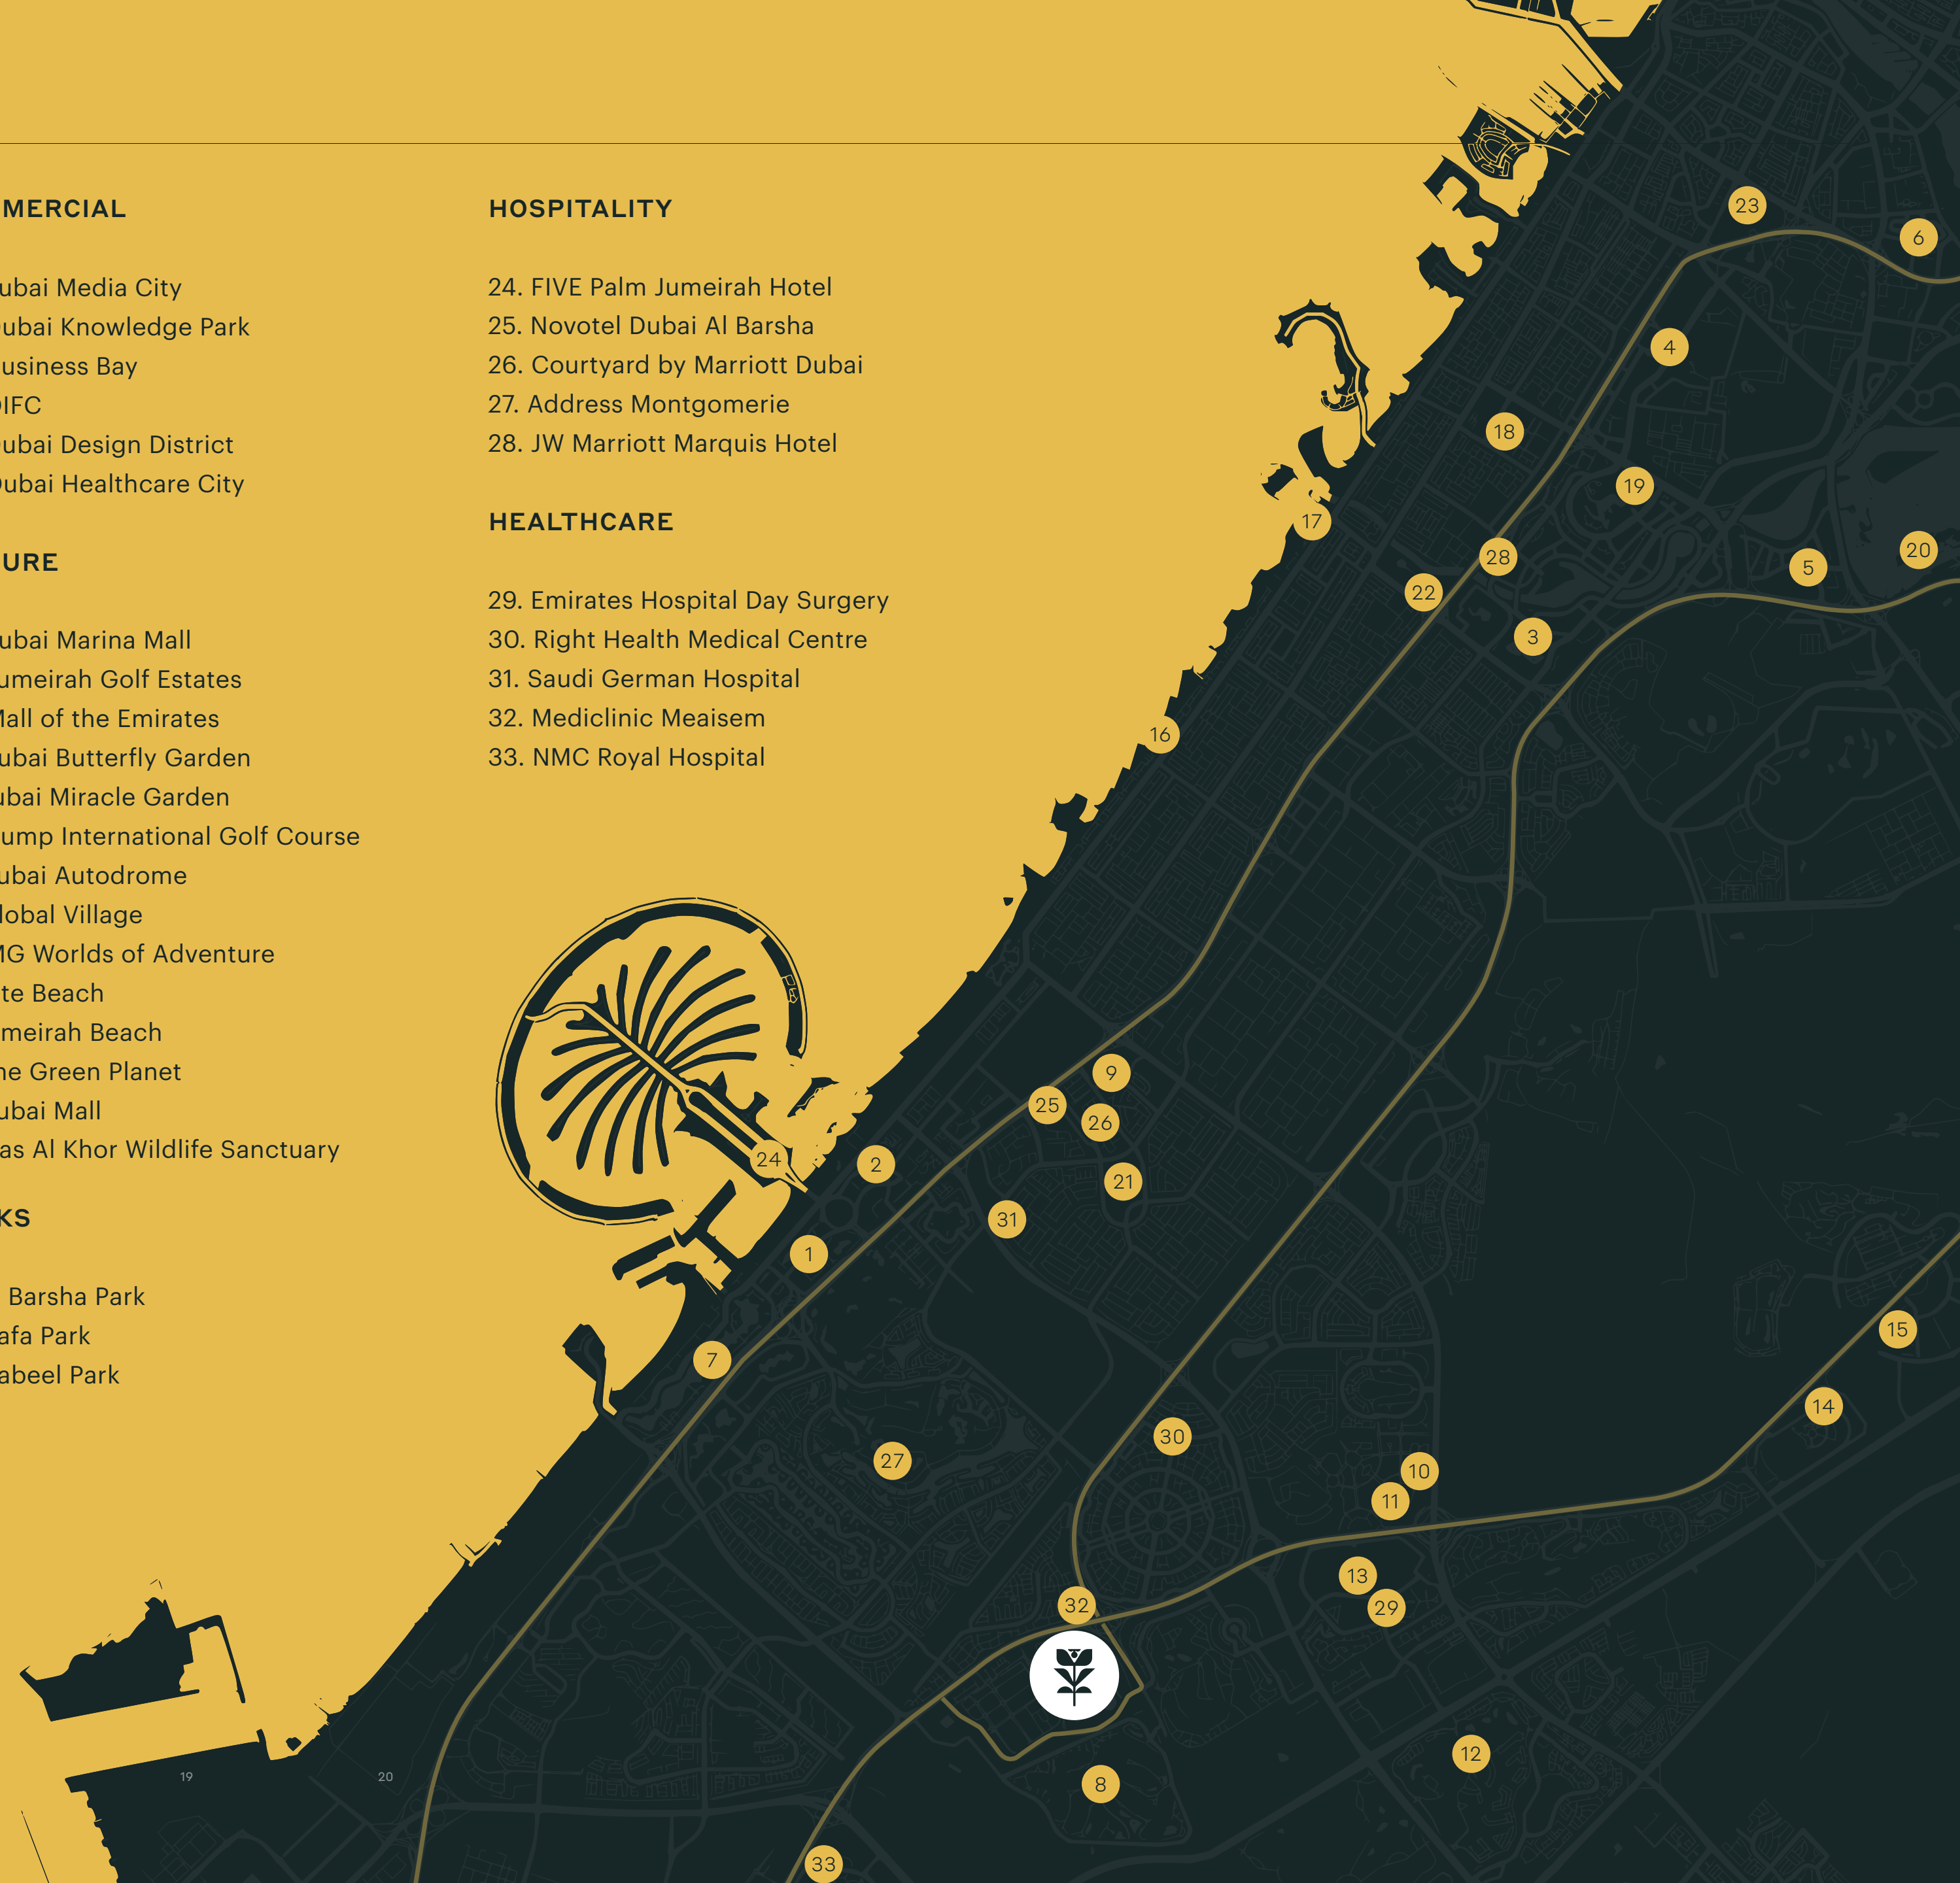 MERCIAL
ubai Media City
ubai Knowledge Park
usiness Bay
IFC
ubai Design District
ubai Healthcare City
URE
ubai Marina Mall
umeirah Golf Estates
Mall of the Emirates
ubai Butterfly Garden
ubai Miracle Garden
ump International Golf Course
ubai Autodrome
lobal Village
MG Worlds of Adventure
te Beach
meirah Beach
ne Green Planet
ubai Mall
as Al Khor Wildlife Sanctuary
KS
Barsha Park
afa Park
abeel Park
HOSPITALITY
24. FIVE Palm Jumeirah Hotel
25. Novotel Dubai Al Barsha
26. Courtyard by Marriott Dubai
27. Address Montgomerie
28. JW Marriott Marquis Hotel
HEALTHCARE
29. Emirates Hospital Day Surgery
30. Right Health Medical Centre
31. Saudi German Hospital
32. Mediclinic Meaisem
33. NMC Royal Hospital
23
6
4
18
19
17
20
28
5
22
3
16
9
25
26
24
2
21
31
1
15
7
14
30
27
10
11
13
32
29
12
8
33
19
20